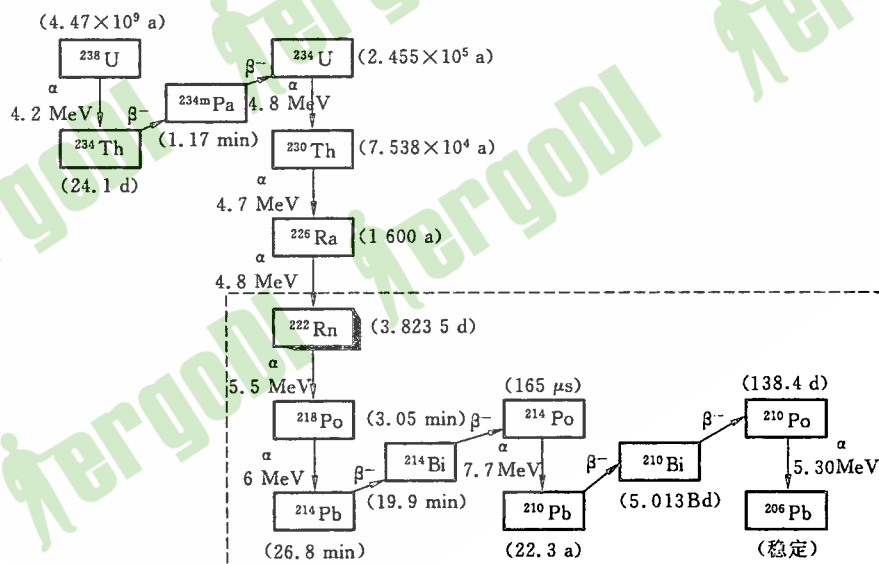 (4.47×10⁹ a)
²³⁸U
β⁻
²³⁴U
(2.455×10⁵ a)
α
4.2 MeV
β⁻
²³⁴ᵐPa
α
4.8 MeV
²³⁴Th
(1.17 min)
²³⁰Th
(7.538×10⁴ a)
(24.1 d)
α
4.7 MeV
²²⁶Ra
(1 600 a)
α
4.8 MeV
²²²Rn
(3.823 5 d)
α
5.5 MeV
(165 μs)
(138.4 d)
²¹⁸Po
(3.05 min)
β⁻
²¹⁴Po
β⁻
²¹⁰Po
α
6 MeV
β⁻
²¹⁴Bi
α
7.7 MeV
β⁻
²¹⁰Bi
α
5.30MeV
²¹⁴Pb
(19.9 min)
²¹⁰Pb
(5.013Bd)
²⁰⁶Pb
(26.8 min)
(22.3 a)
(稳定)
ergoDI
ergoDI
ergoDI